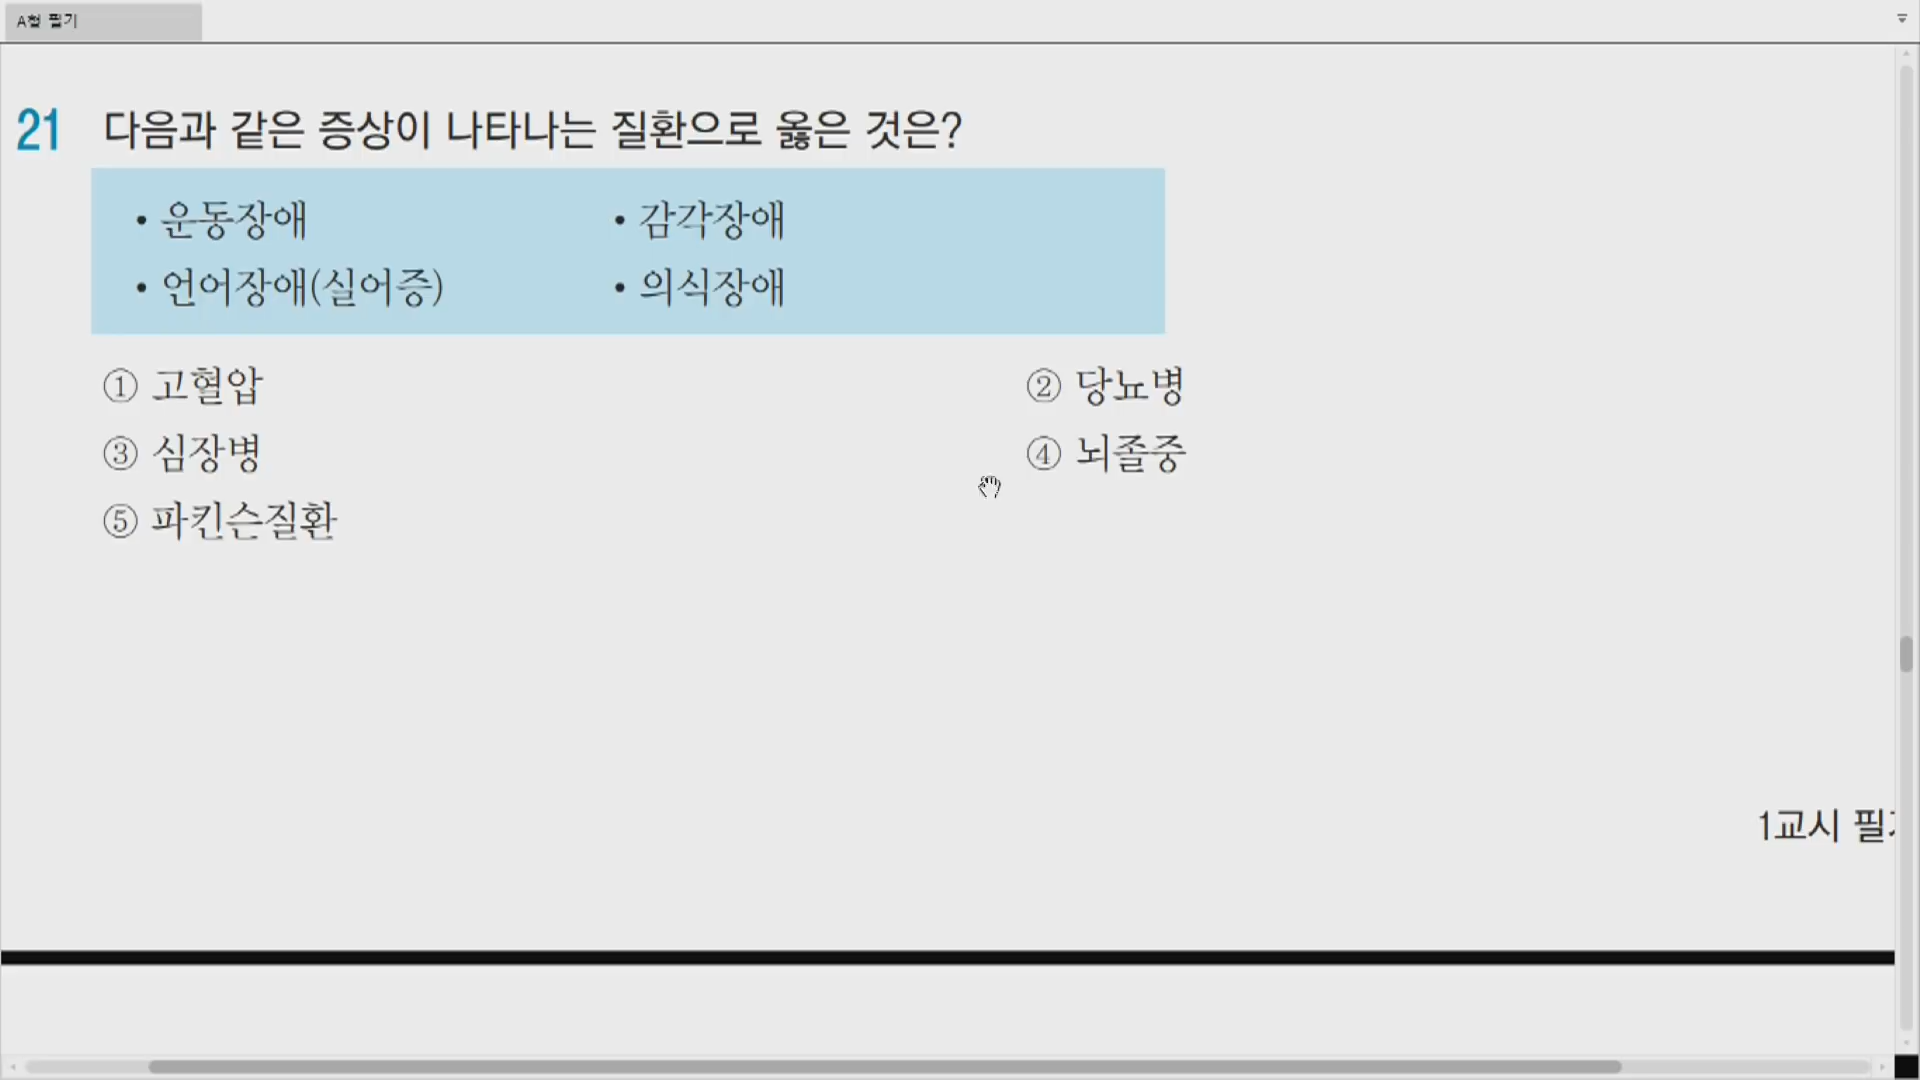 A형 필기
21 다음과 같은 증상이 나타나는 질환으로 옳은 것은?
• 운동장애 • 감각장애
• 언어장애(실어증) • 의식장애
① 고혈압 ② 당뇨병
③ 심장병 ④ 뇌졸중
⑤ 파킨슨질환
1교시 필